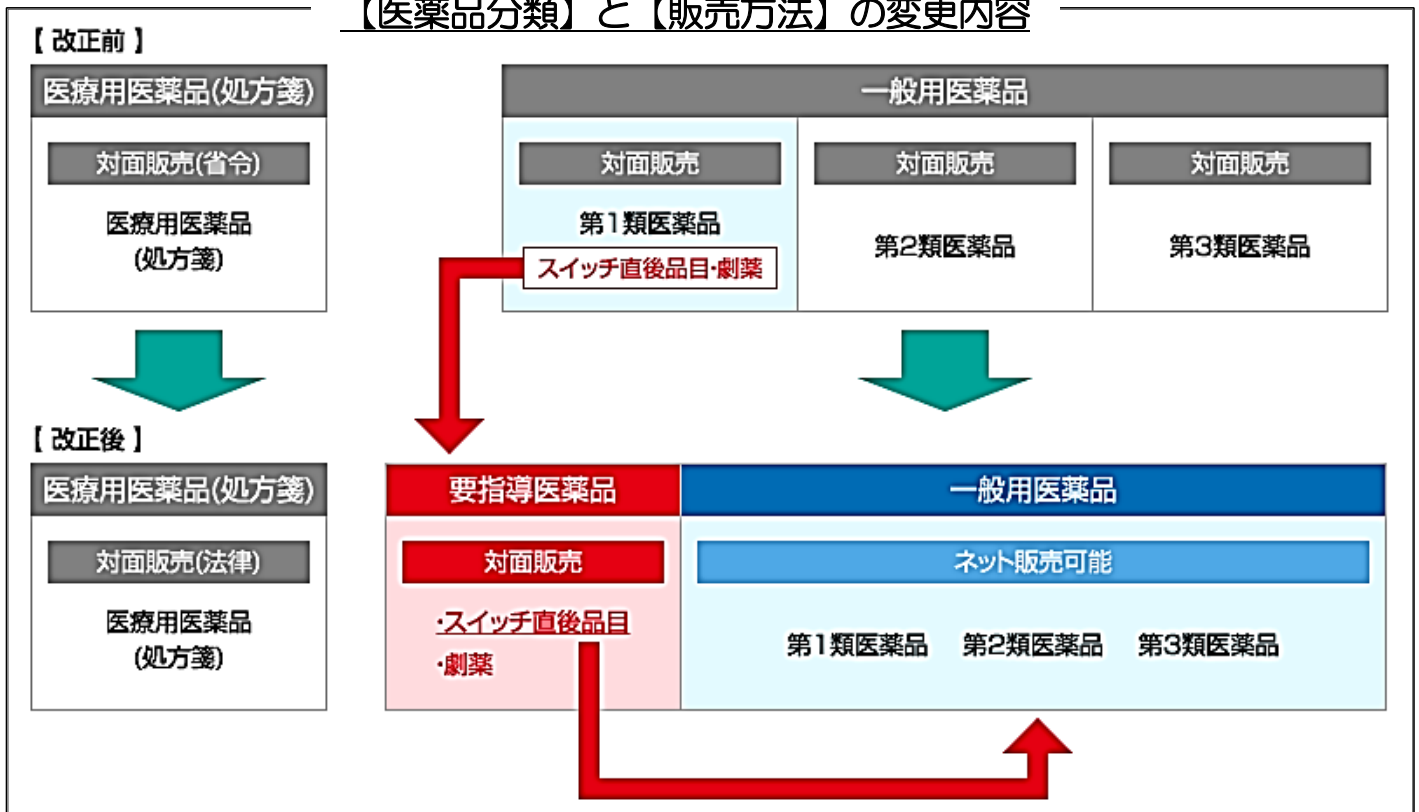 【医薬品分類】と【販売方法】の変更内容
【 改正前 】
医療用医薬品(処方箋)
対面販売(省令)
医療用医薬品
(処方箋)
一般用医薬品
対面販売
第1類医薬品
スイッチ直後品目・劇薬
対面販売
第2類医薬品
対面販売
第3類医薬品
【 改正後 】
医療用医薬品(処方箋)
対面販売(法律)
医療用医薬品
(処方箋)
要指導医薬品
対面販売
・スイッチ直後品目
・劇薬
一般用医薬品
ネット販売可能
第1類医薬品 第2類医薬品 第3類医薬品